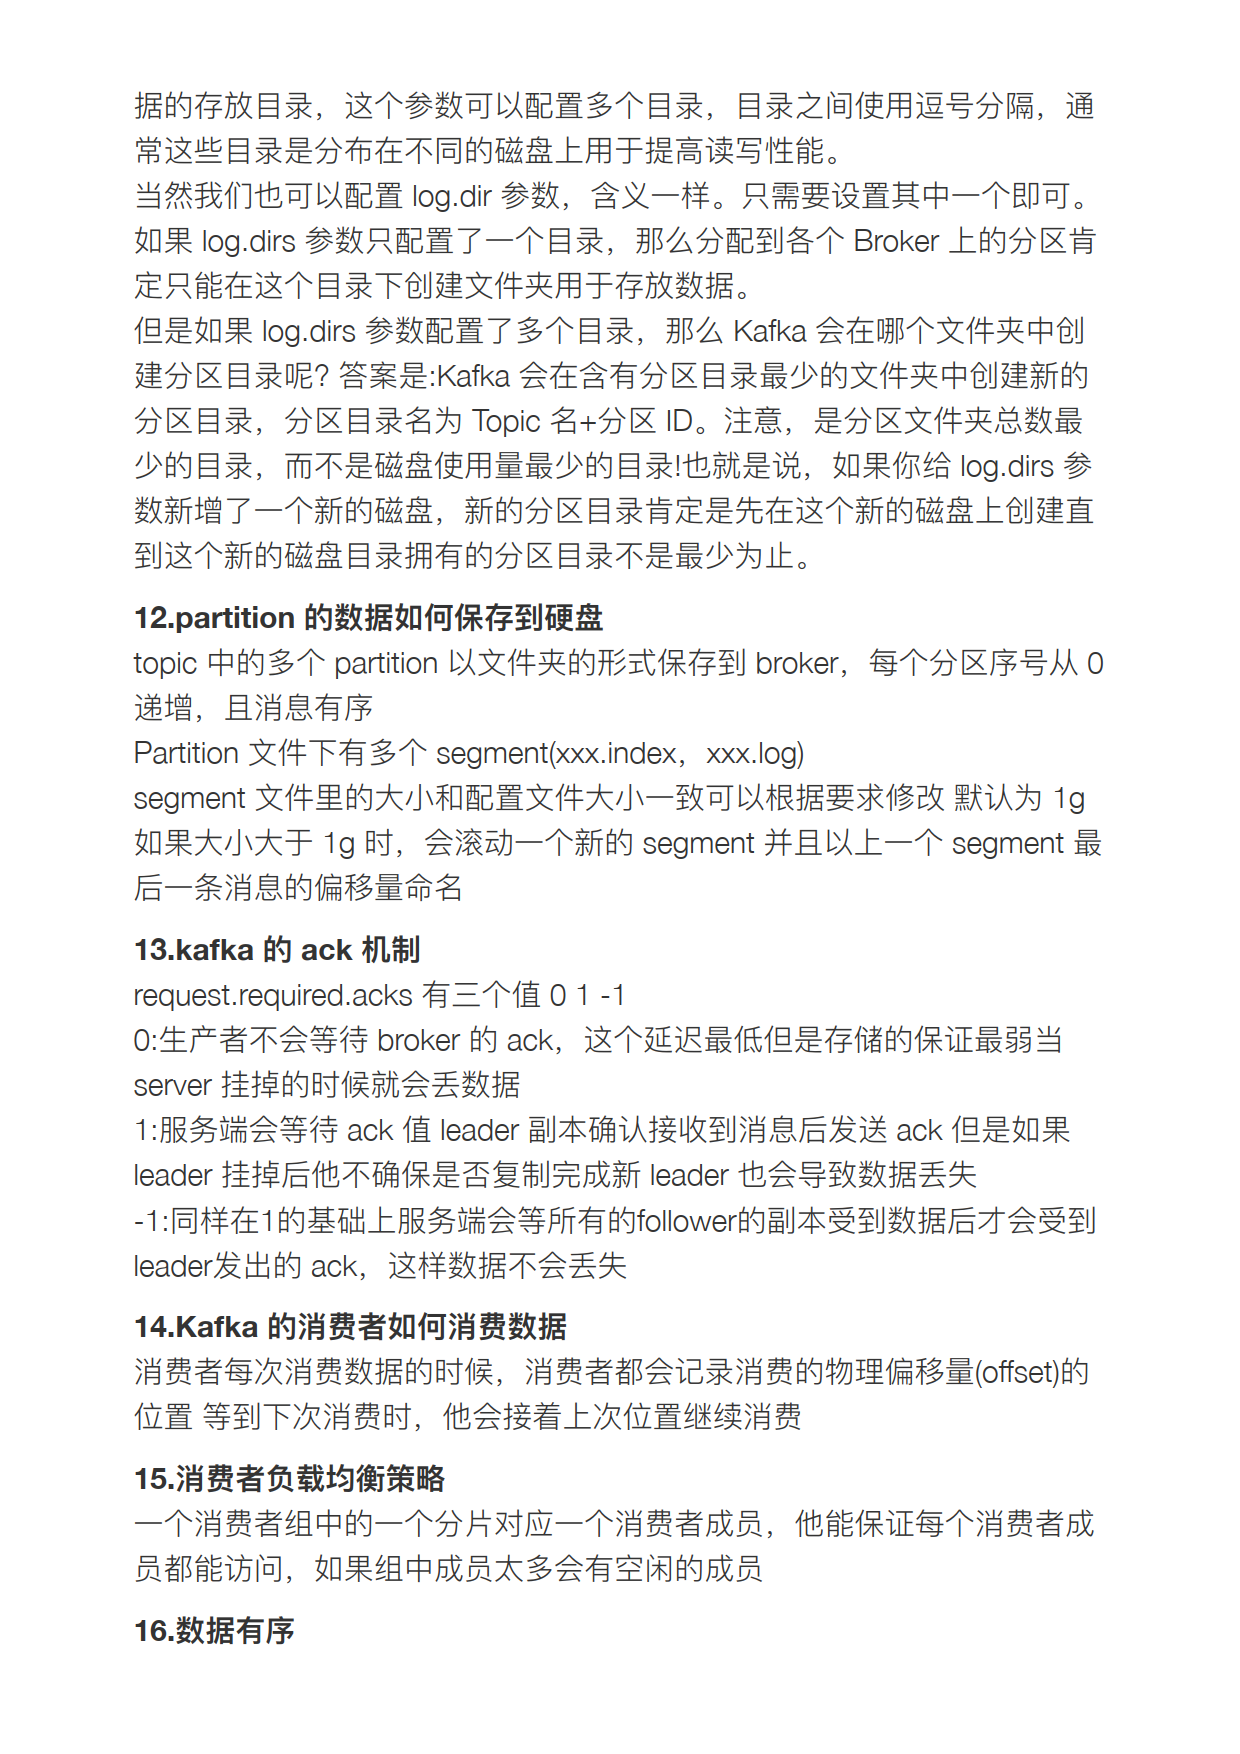 据的存放目录，这个参数可以配置多个目录，目录之间使用逗号分隔，通
常这些目录是分布在不同的磁盘上用于提高读写性能。
当然我们也可以配置 log.dir 参数，含义一样。只需要设置其中一个即可。
如果 log.dirs 参数只配置了一个目录，那么分配到各个 Broker 上的分区肯
定只能在这个目录下创建文件夹用于存放数据。
但是如果 log.dirs 参数配置了多个目录，那么 Kafka 会在哪个文件夹中创
建分区目录呢? 答案是:Kafka 会在含有分区目录最少的文件夹中创建新的
分区目录，分区目录名为 Topic 名+分区 ID。注意，是分区文件夹总数最
少的目录，而不是磁盘使用量最少的目录!也就是说，如果你给 log.dirs 参
数新增了一个新的磁盘，新的分区目录肯定是先在这个新的磁盘上创建直
到这个新的磁盘目录拥有的分区目录不是最少为止。
12.partition 的数据如何保存到硬盘
topic 中的多个 partition 以文件夹的形式保存到 broker，每个分区序号从 0
递增，且消息有序
Partition 文件下有多个 segment(xxx.index，xxx.log)
segment 文件里的大小和配置文件大小一致可以根据要求修改 默认为 1g
如果大小大于 1g 时，会滚动一个新的 segment 并且以上一个 segment 最
后一条消息的偏移量命名
13.kafka 的 ack 机制
request.required.acks 有三个值 0 1 -1
0:生产者不会等待 broker 的 ack，这个延迟最低但是存储的保证最弱当
server 挂掉的时候就会丢数据
1:服务端会等待 ack 值 leader 副本确认接收到消息后发送 ack 但是如果
leader 挂掉后他不确保是否复制完成新 leader 也会导致数据丢失
-1:同样在1的基础上服务端会等所有的follower的副本受到数据后才会受到
leader发出的 ack，这样数据不会丢失
14.Kafka 的消费者如何消费数据
消费者每次消费数据的时候，消费者都会记录消费的物理偏移量(offset)的
位置 等到下次消费时，他会接着上次位置继续消费
15.消费者负载均衡策略
一个消费者组中的一个分片对应一个消费者成员，他能保证每个消费者成
员都能访问，如果组中成员太多会有空闲的成员
16.数据有序